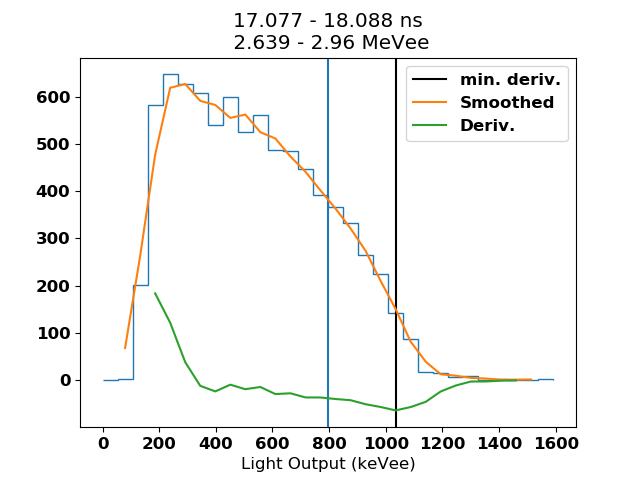 17.077 - 18.088 ns
2.639 - 2.96 MeVee
min. deriv.
Smoothed
Deriv.
600
500
400
300
200
100
0
0 200 400 600 800 1000 1200 1400 1600
Light Output (keVee)